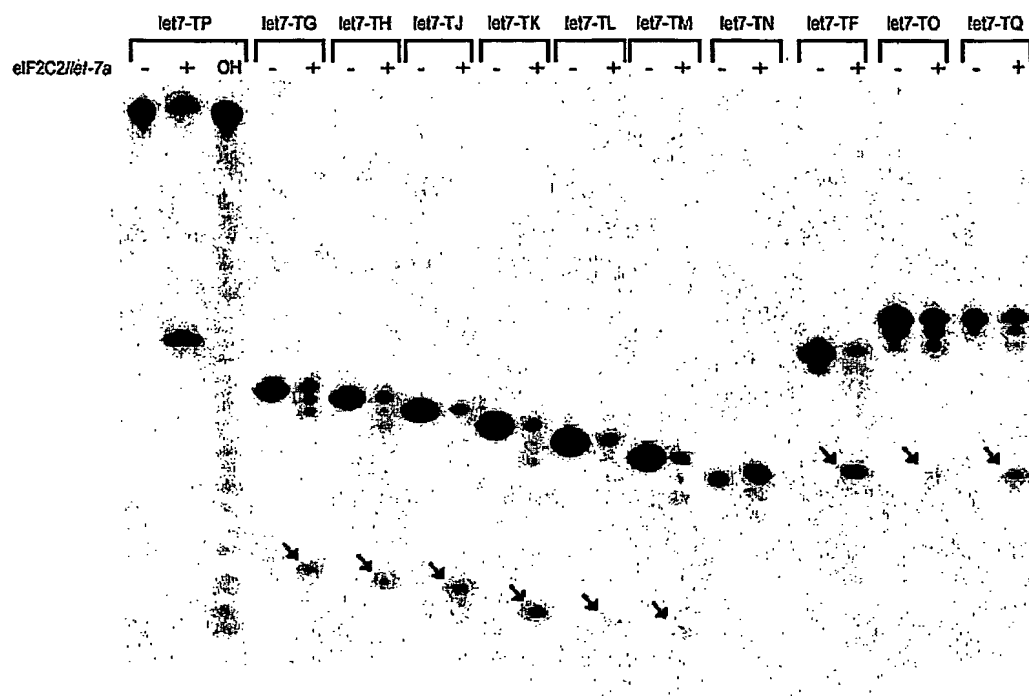 let7-TP let7-TG let7-TH let7-TJ let7-TK let7-TL let7-TM let7-TN let7-TF let7-TO let7-TQ
eIF2C2/let-7a - + OH - + - + - + - + - + - + - + - + - + - +